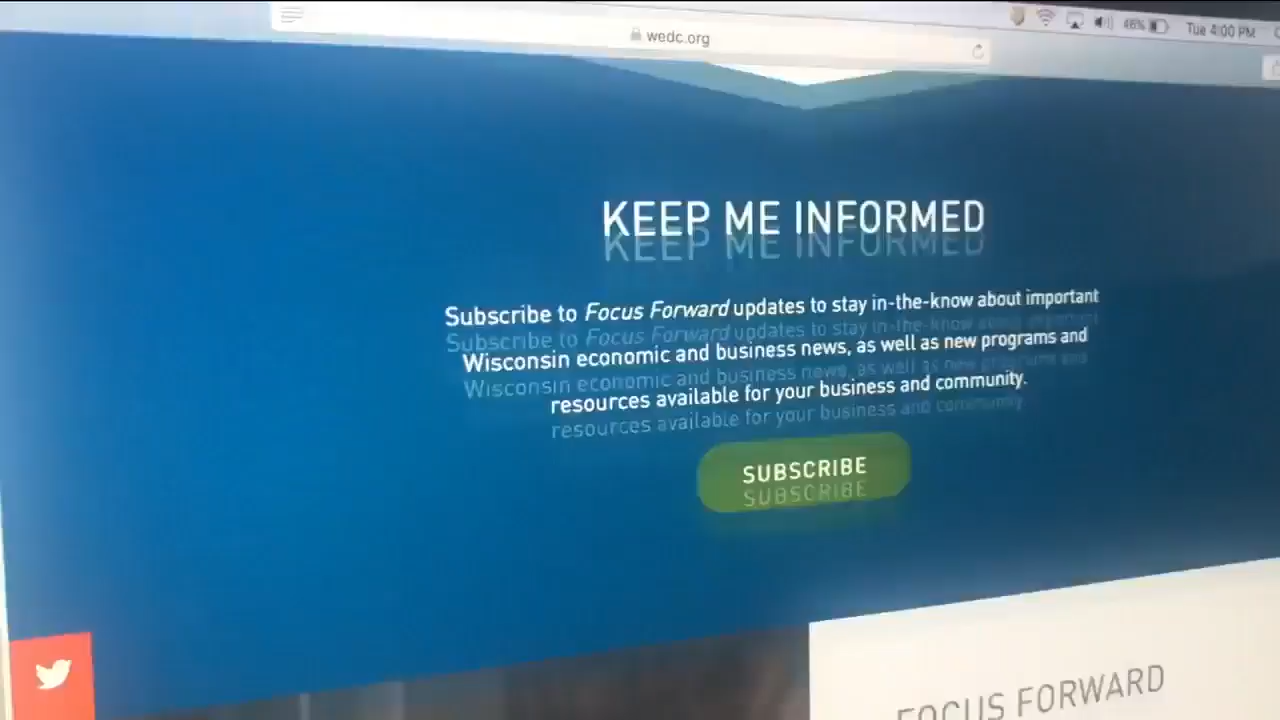 wedc.org
46%
Tue 4:00 PM
KEEP ME INFORMED
Subscribe to Focus Forward updates to stay in-the-know about important
Wisconsin economic and business news, as well as new programs and
resources available for your business and community.
SUBSCRIBE
FOCUS FORWARD